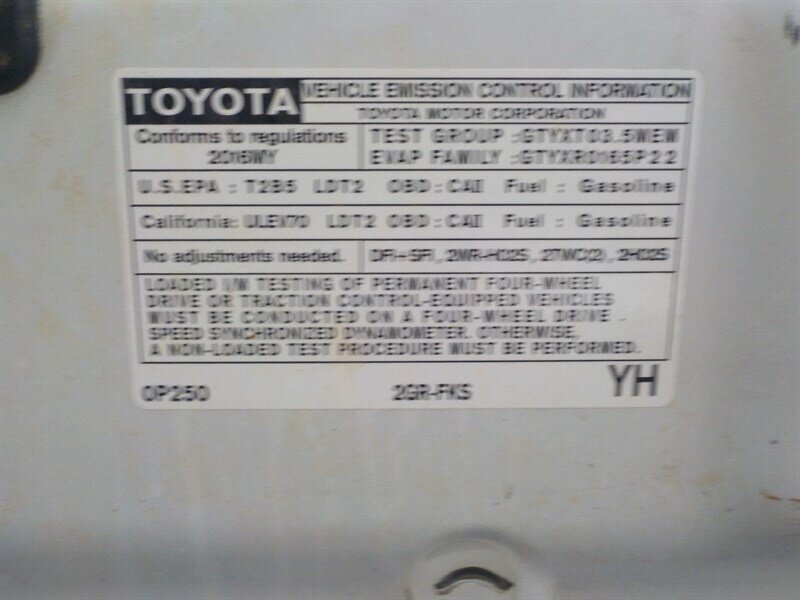 TOYOTA VEHICLE EMISSION CONTROL INFORMATION
TOYOTA MOTOR CORPORATION
Conforms to regulations
2016MY
TEST GROUP : GTYXT03.5WEW
EVAP FAMILY : GTYXR0165P22
U.S.EPA : T2B5 LDT2 OBD : CAII Fuel : Gasoline
California: ULEV70 LDT2 OBD : CAII Fuel : Gasoline
No adjustments needed. DFI+SFI, 2WR-HO2S, 2TWC(2), 2HO2S
LOADED I/M TESTING OF PERMANENT FOUR-WHEEL
DRIVE OR TRACTION CONTROL-EQUIPPED VEHICLES
MUST BE CONDUCTED ON A FOUR-WHEEL DRIVE
SPEED SYNCHRONIZED DYNAMOMETER. OTHERWISE,
A NON-LOADED TEST PROCEDURE MUST BE PERFORMED.
0P250 2GR-FKS YH